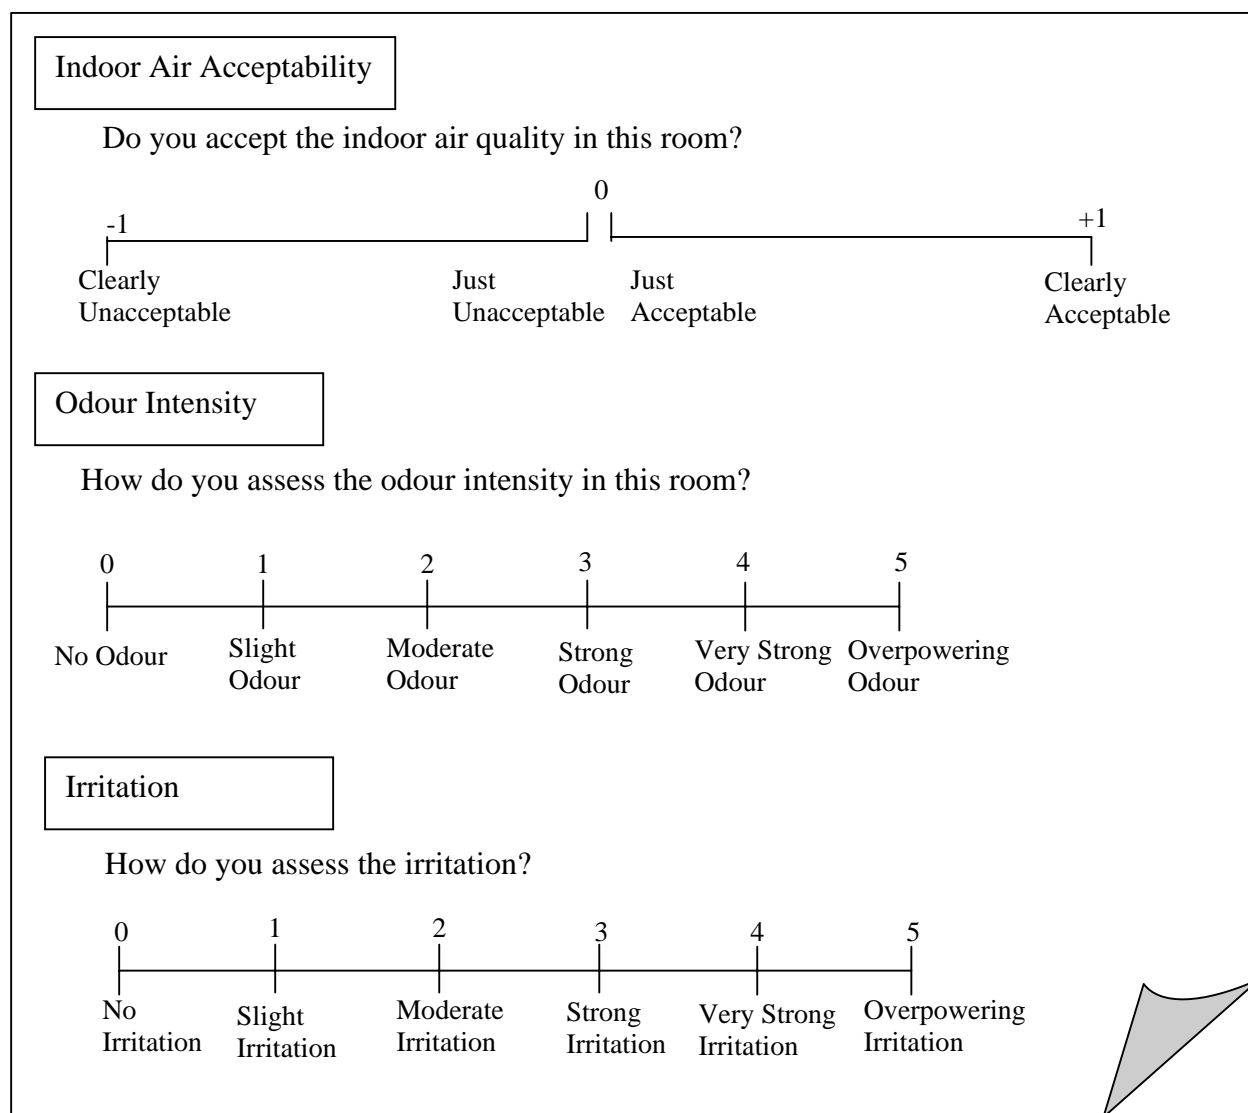 Indoor Air Acceptability
Do you accept the indoor air quality in this room?
0
-1 +1
Clearly Just Just Clearly
Unacceptable Unacceptable Acceptable Acceptable
Odour Intensity
How do you assess the odour intensity in this room?
0 1 2 3 4 5
No Odour Slight Moderate Strong Very Strong Overpowering
Odour Odour Odour Odour Odour
Irritation
How do you assess the irritation?
0 1 2 3 4 5
No Slight Moderate Strong Very Strong Overpowering
Irritation Irritation Irritation Irritation Irritation Irritation